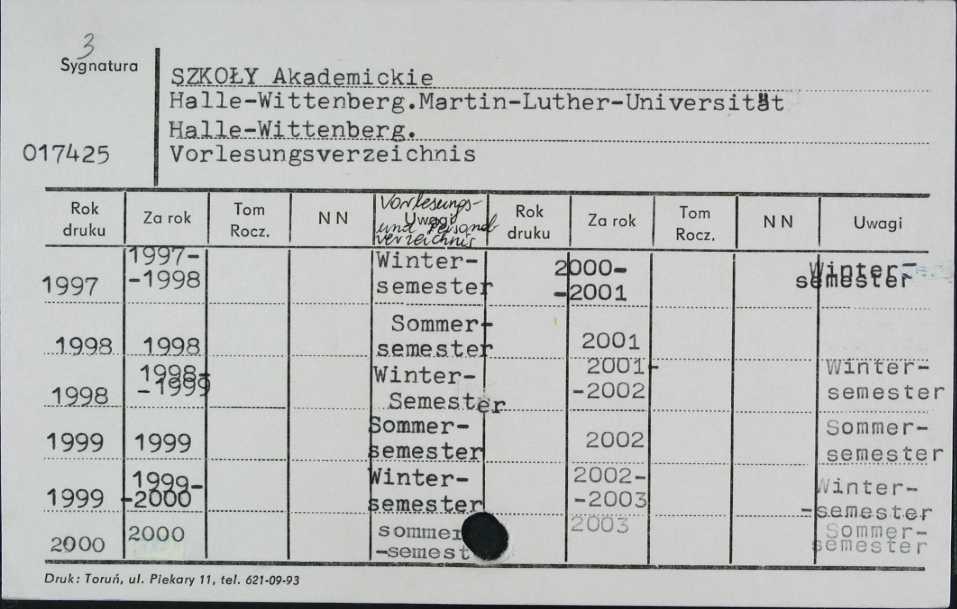 3
Sygnatura
017425
SZKOŁY Akademickie
Halle-Wittenberg.Martin-Luther-Universität
Halle-Wittenberg.
Vorlesungsverzeichnis
Rok druku Za rok Tom Rocz. N N Uwagi Rok druku Za rok Tom Rocz. N N Uwagi
Vorlesungs-
und Personal
verzeichnis
1997 1997-
-1998 Winter-
semester
1998 1998 Sommer-
semester
1998 1998-
-1999 Winter-
Semester
1999 1999 Sommer-
semester
1999 1999-
-2000 Winter-
semester
2000 2000 sommer
-semest
2000-
-2001 Winter-
semester
2001
2001-
-2002 Winter-
semester
2002 Sommer-
semester
2002-
-2003 Winter-
-semester
2003 Sommer-
semester
Druk: Toruń, ul. Piekary 11, tel. 621-09-93